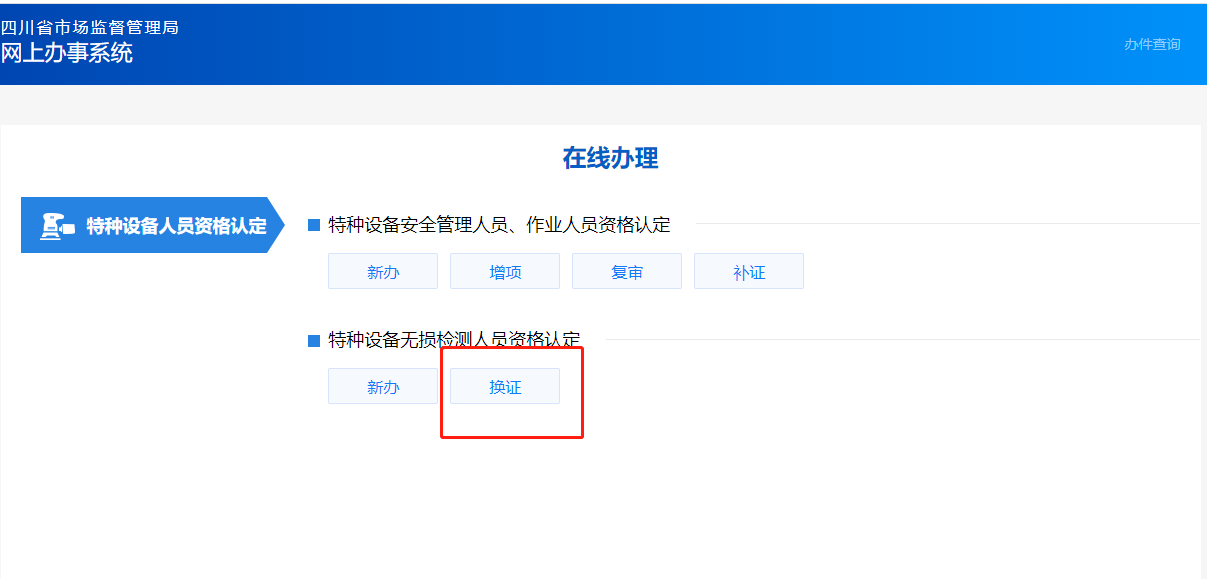 四川省市场监督管理局
网上办事系统
办件查询
在线办理
特种设备人员资格认定
特种设备安全管理人员、作业人员资格认定
新办 增项 复审 补证
特种设备无损检测人员资格认定
新办 换证